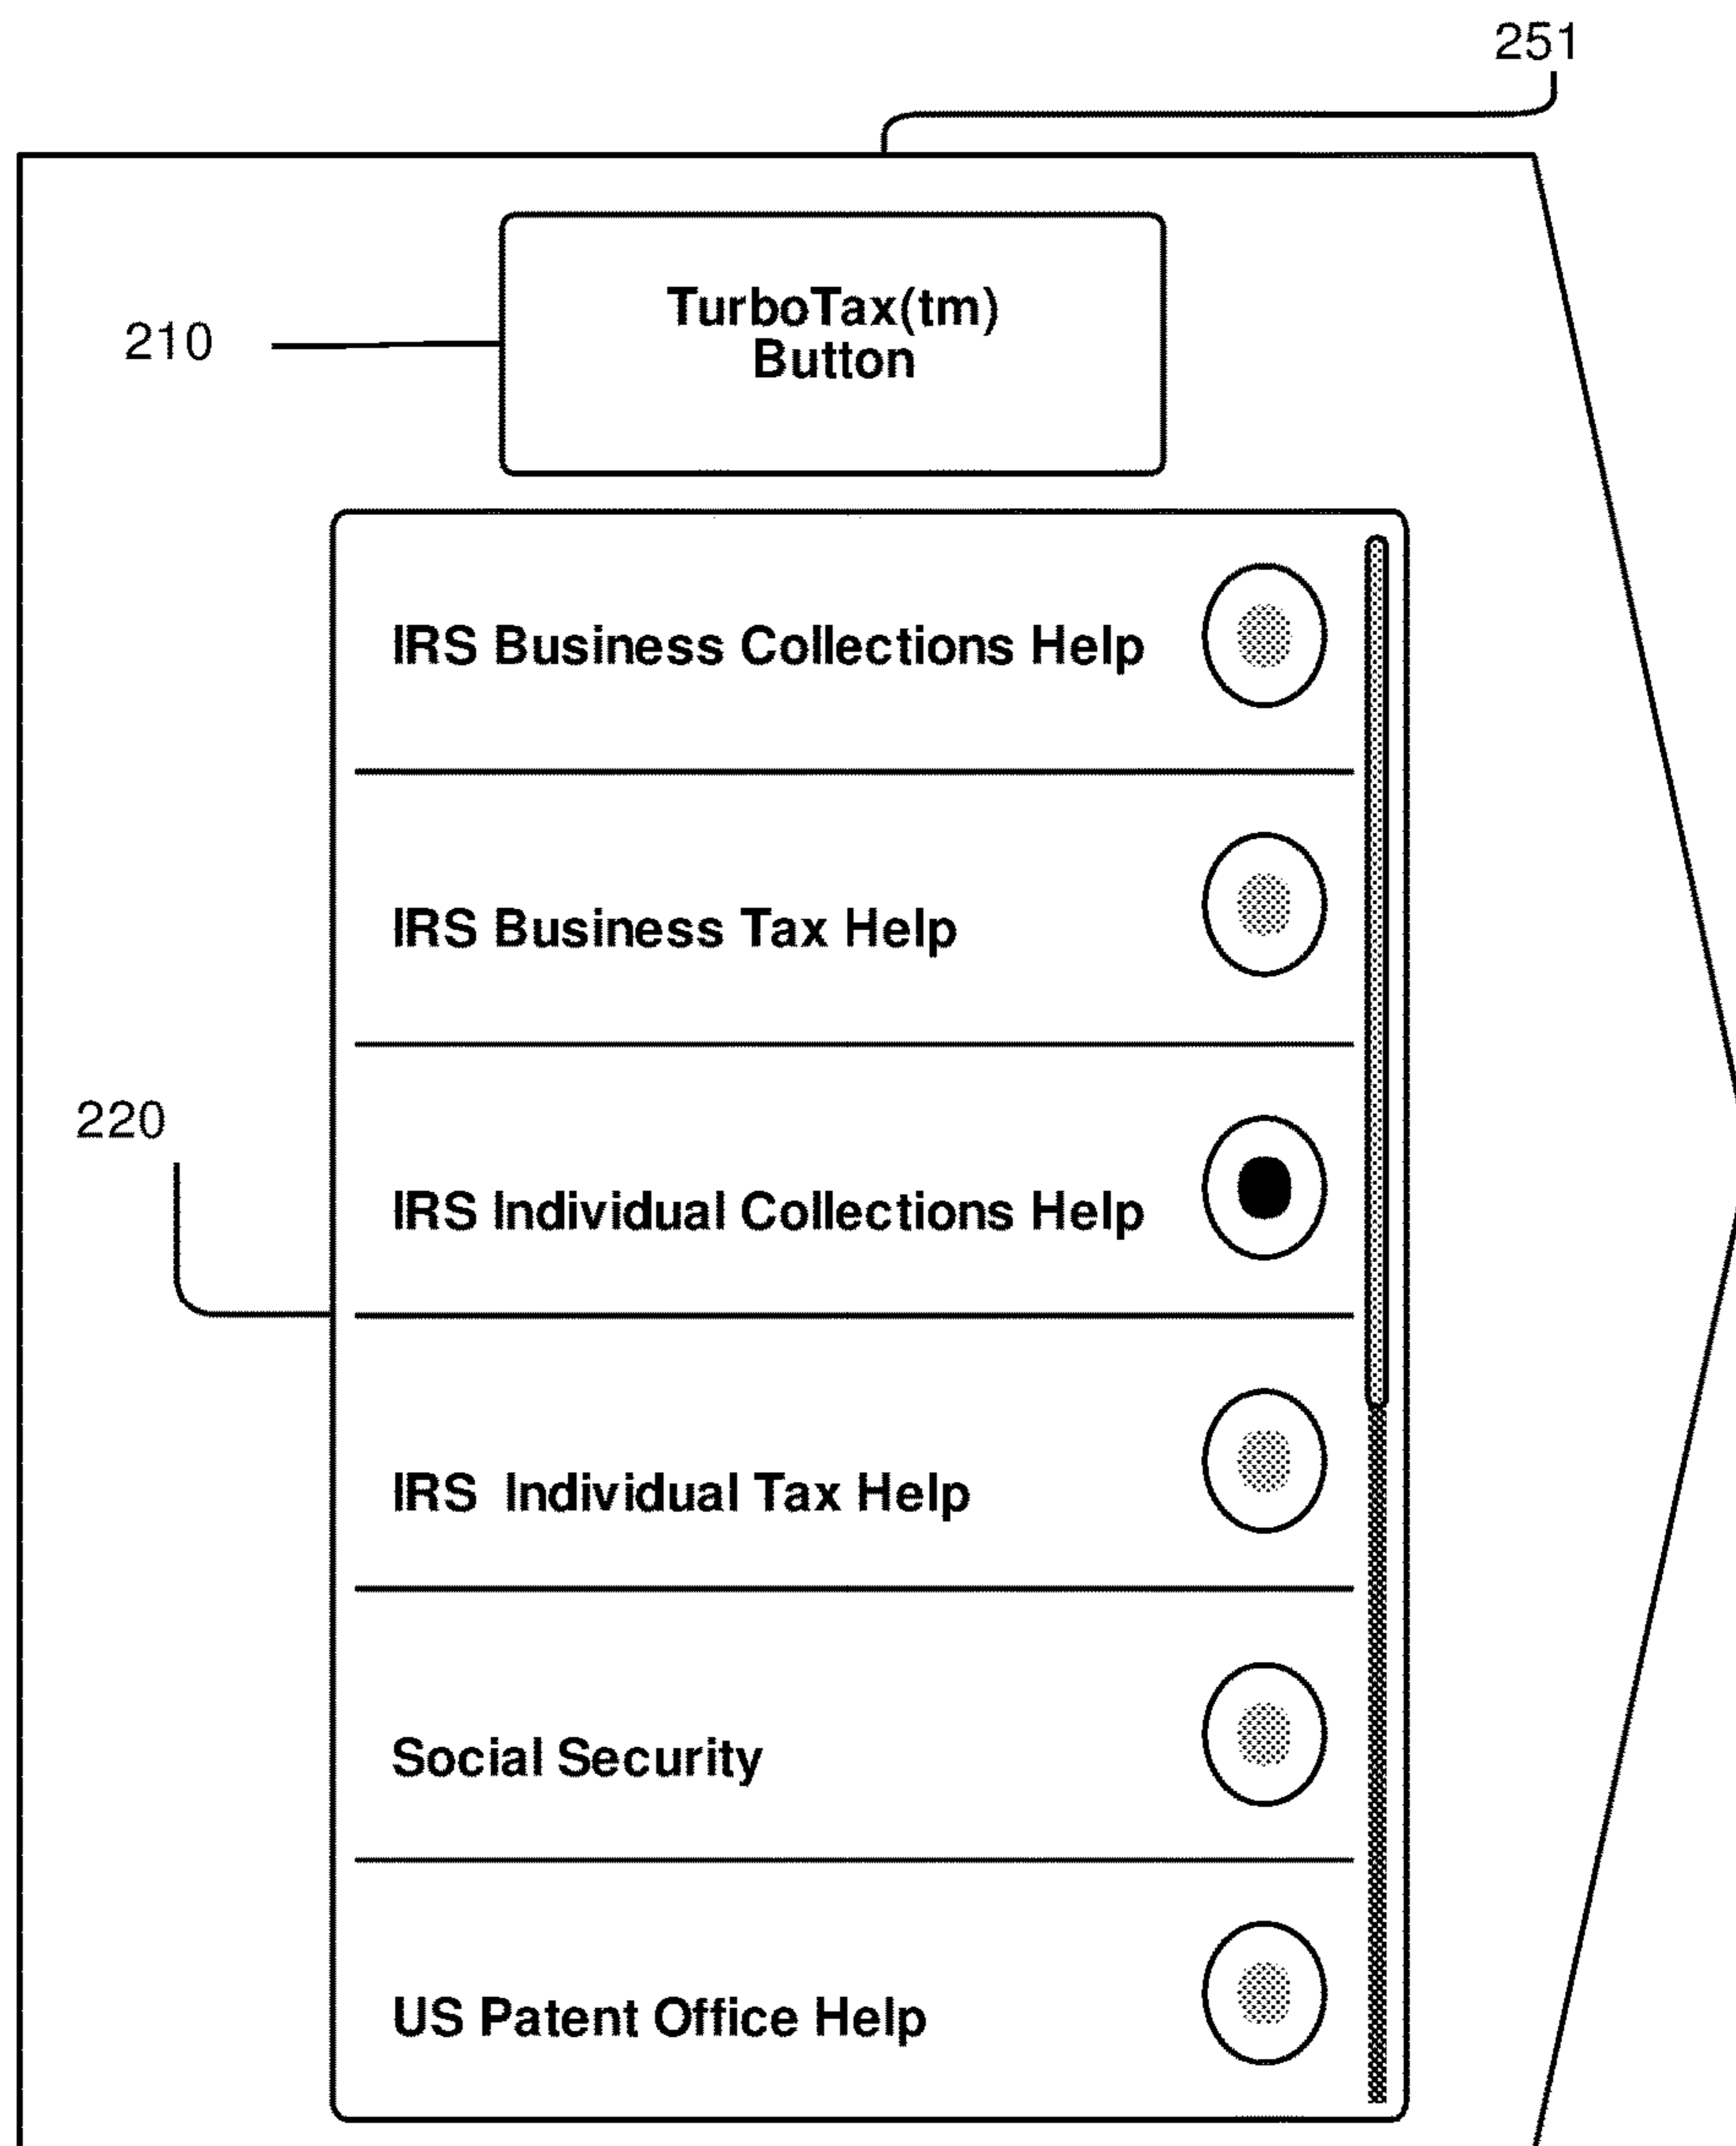 251
TurboTax(tm)
Button
210
IRS Business Collections Help
IRS Business Tax Help
220
IRS Individual Collections Help
IRS  Individual Tax Help
Social Security
US Patent Office Help